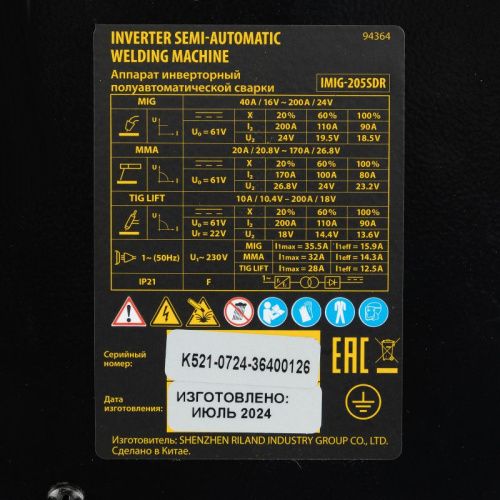 INVERTER SEMI-AUTOMATIC 94364
WELDING MACHINE
Аппарат инверторный
полуавтоматической сварки IMIG-205SDR
MIG 40A / 16V ~ 200A / 24V
X 20% 60% 100%
U I U₀ = 61V I₂ 200A 110A 90A
U₂ 24V 19.5V 18.5V
MMA 20A / 20.8V ~ 170A / 26.8V
X 20% 60% 100%
U I U₀ = 61V I₂ 170A 100A 80A
U₂ 26.8V 24V 23.2V
TIG LIFT 10A / 10.4V ~ 200A / 18V
X 20% 60% 100%
U I U₀ = 61V I₂ 200A 110A 90A
Ur = 22V U₂ 18V 14.4V 13.6V
MIG I1max = 35.5A I1eff = 15.9A
1~ (50Hz) U₁ ~ 230V MMA I1max = 32A I1eff = 14.3A
TIG LIFT I1max = 28A I1eff = 12.5A
IP21 F
Серийный
номер: K521-0724-36400126
EAC
Дата
изготовления: ИЗГОТОВЛЕНО:
ИЮЛЬ 2024
Изготовитель: SHENZHEN RILAND INDUSTRY GROUP CO., LTD.
Сделано в Китае.